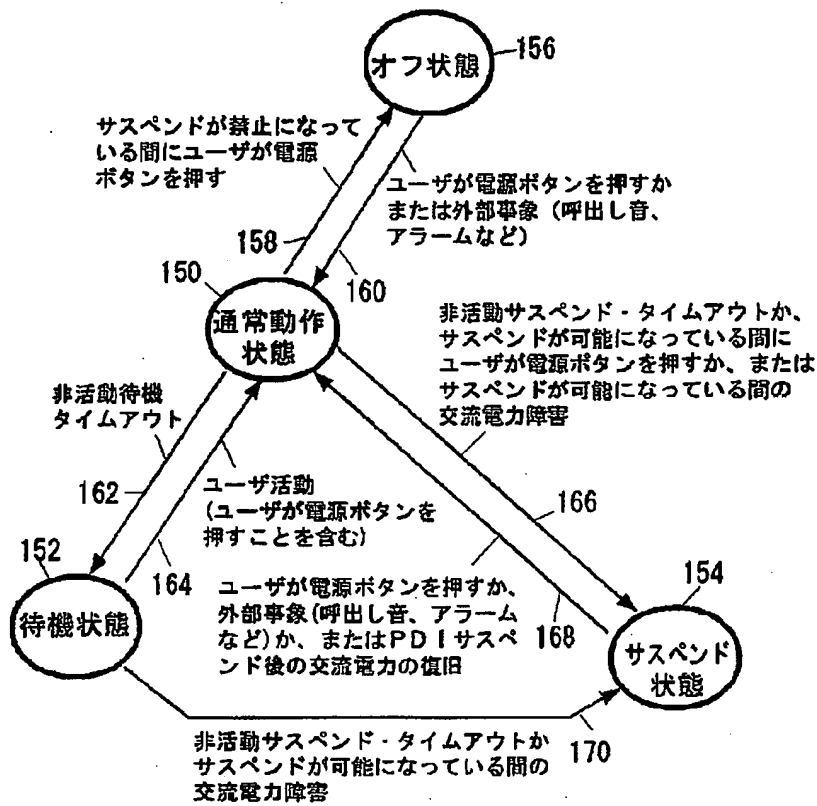 オフ状態
156
サスペンドが禁止になって
いる間にユーザが電源
ボタンを押す
ユーザが電源ボタンを押すか
または外部事象(呼出し音、
アラームなど)
158
150
160
通常動作
状態
非活動サスペンド・タイムアウトか、
サスペンドが可能になっている間に
ユーザが電源ボタンを押すか、または
サスペンドが可能になっている間の
交流電力障害
非活動待機
タイムアウト
162
ユーザ活動
(ユーザが電源ボタンを
押すことを含む)
166
152
164
待機状態
ユーザが電源ボタンを押すか、
外部事象(呼出し音、アラーム
など)か、またはPDIサスペ
ンド後の交流電力の復旧
168
154
サスペンド
状態
非活動サスペンド・タイムアウトか
サスペンドが可能になっている間の
交流電力障害
170